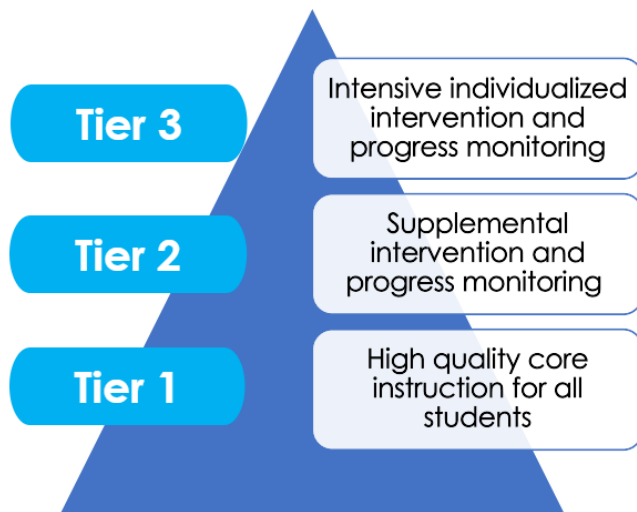 Tier 3
Intensive individualized
intervention and
progress monitoring
Tier 2
Supplemental
intervention and
progress monitoring
Tier 1
High quality core
instruction for all
students